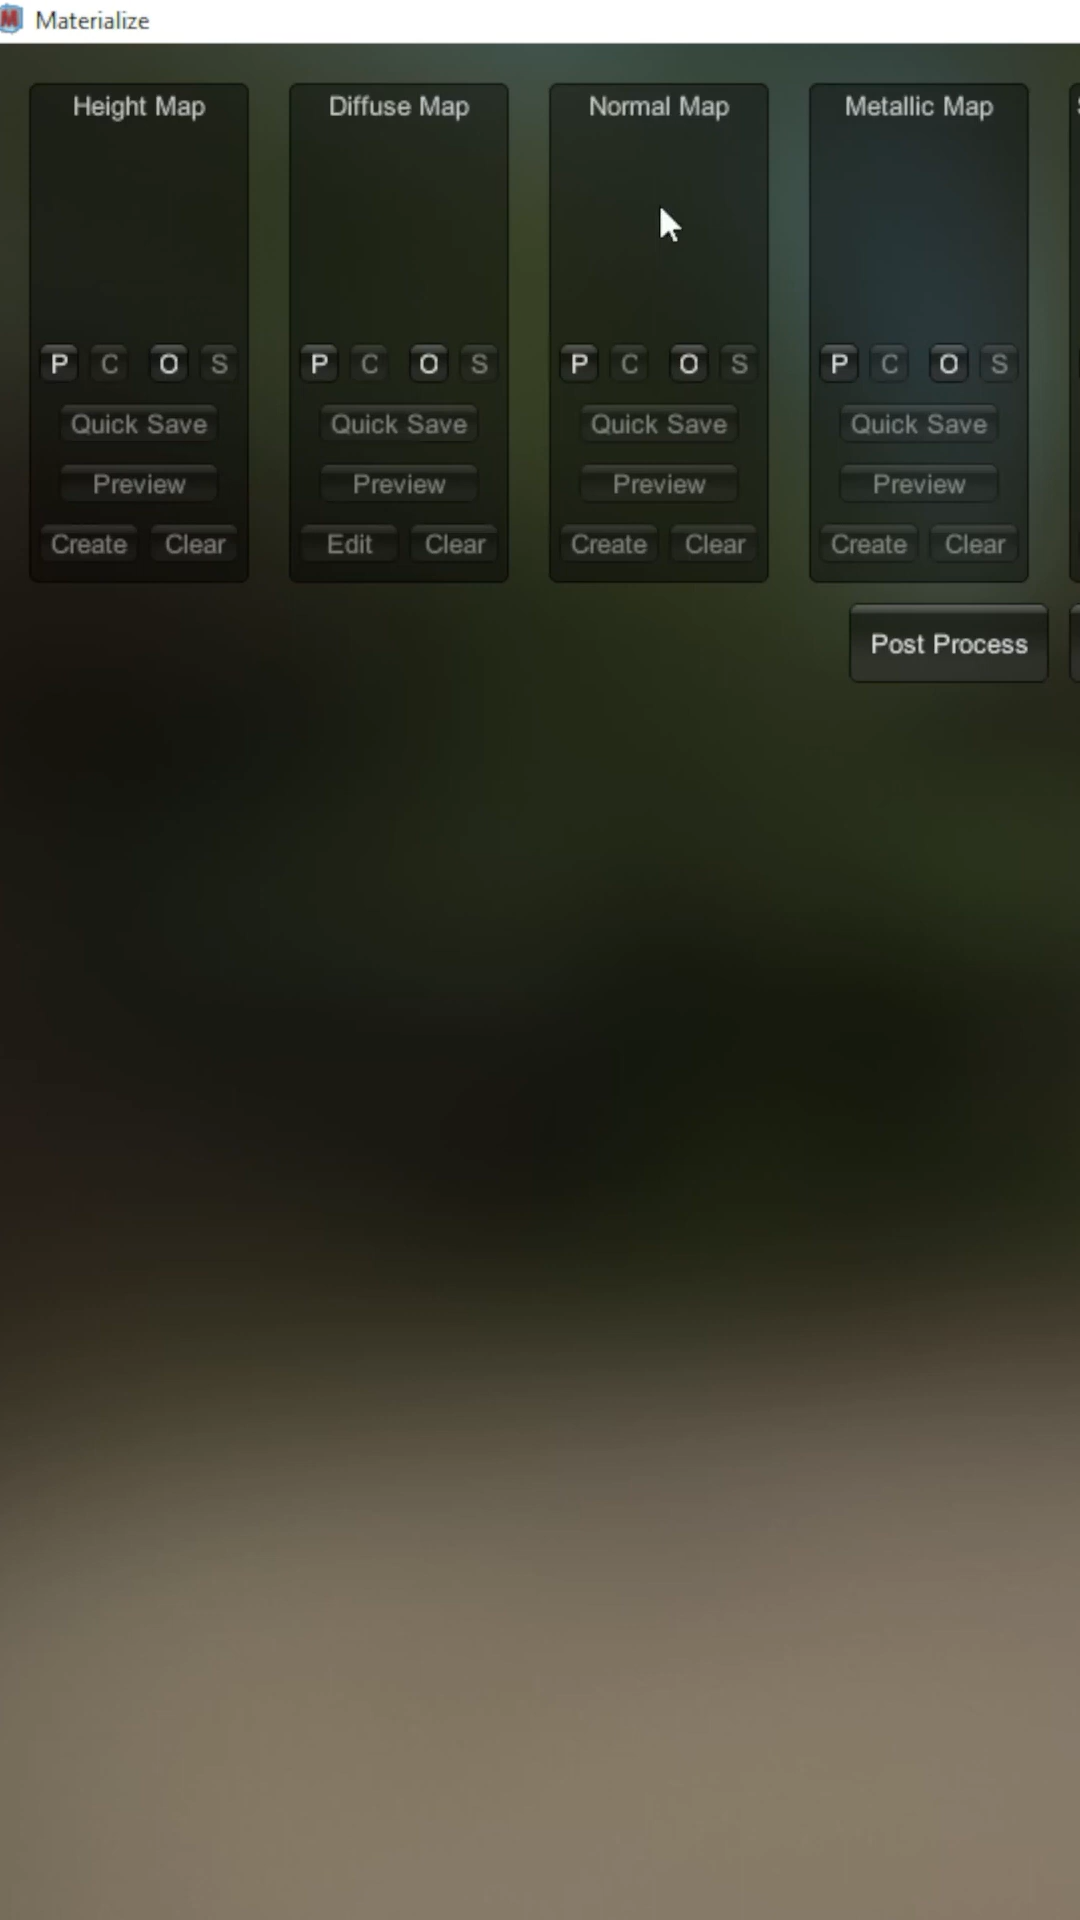 Materialize
Height Map
Diffuse Map
Normal Map
Metallic Map
P C O S
P C O S
P C O S
P C O S
Quick Save
Quick Save
Quick Save
Quick Save
Preview
Preview
Preview
Preview
Create Clear
Edit Clear
Create Clear
Create Clear
Post Process